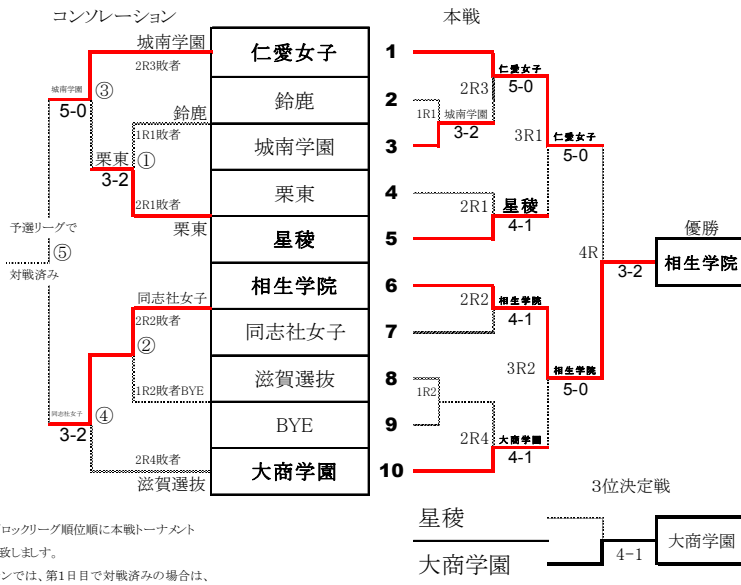 コンソレーション
本戦
城南学園
2R3敗者
城南学園
③
5-0
鈴鹿
1R1敗者
栗東
①
3-2
2R1敗者
栗東
予選リーグで
⑤
対戦済み
同志社女子
2R2敗者
②
1R2敗者BYE
同志社女子
④
3-2
2R4敗者
滋賀選抜
仁愛女子
鈴鹿
城南学園
栗東
星稜
相生学院
同志社女子
滋賀選抜
BYE
大商学園
1
2
3
4
5
6
7
8
9
10
1R1
城南学園
3-2
2R3
仁愛女子
5-0
2R1
星稜
4-1
3R1
仁愛女子
5-0
2R2
相生学院
4-1
1R2
2R4
大商学園
4-1
3R2
相生学院
5-0
4R
3-2
優勝
相生学院
3位決定戦
星稜
大商学園
4-1
大商学園
ロックリーグ順位順に本戦トーナメント
致しましす。
ンでは、第1日目で対戦済みの場合は、